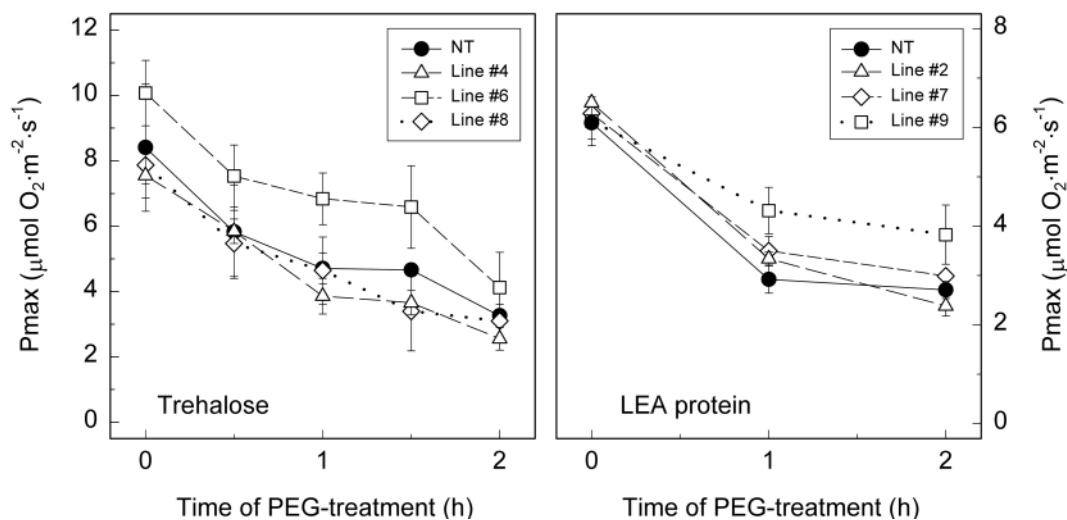 Pmax (μmol O₂·m⁻²·s⁻¹)
12
10
8
6
4
2
0
NT
Line #4
Line #6
Line #8
Trehalose
0
1
2
Time of PEG-treatment (h)
NT
Line #2
Line #7
Line #9
LEA protein
0
1
2
Time of PEG-treatment (h)
8
6
4
2
0
Pmax (μmol O₂·m⁻²·s⁻¹)